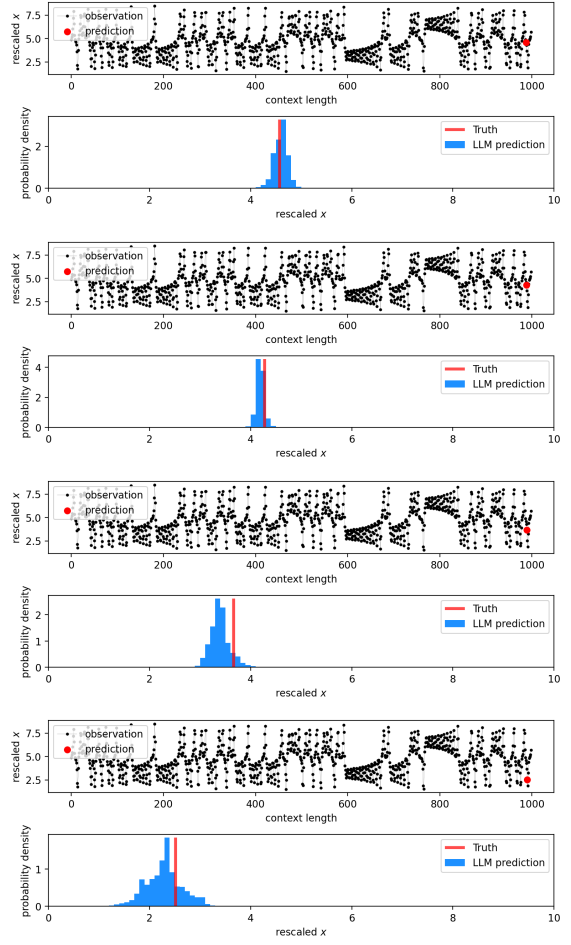 rescaled x
7.5
5.0
2.5
observation
prediction
0
200
400
600
800
1000
context length
probability density
2
0
Truth
LLM prediction
0
2
4
6
8
10
rescaled x
rescaled x
7.5
5.0
2.5
observation
prediction
0
200
400
600
800
1000
context length
probability density
4
2
0
Truth
LLM prediction
0
2
4
6
8
10
rescaled x
rescaled x
7.5
5.0
2.5
observation
prediction
0
200
400
600
800
1000
context length
probability density
2
1
0
Truth
LLM prediction
0
2
4
6
8
10
rescaled x
rescaled x
7.5
5.0
2.5
observation
prediction
0
200
400
600
800
1000
context length
probability density
1
0
Truth
LLM prediction
0
2
4
6
8
10
rescaled x